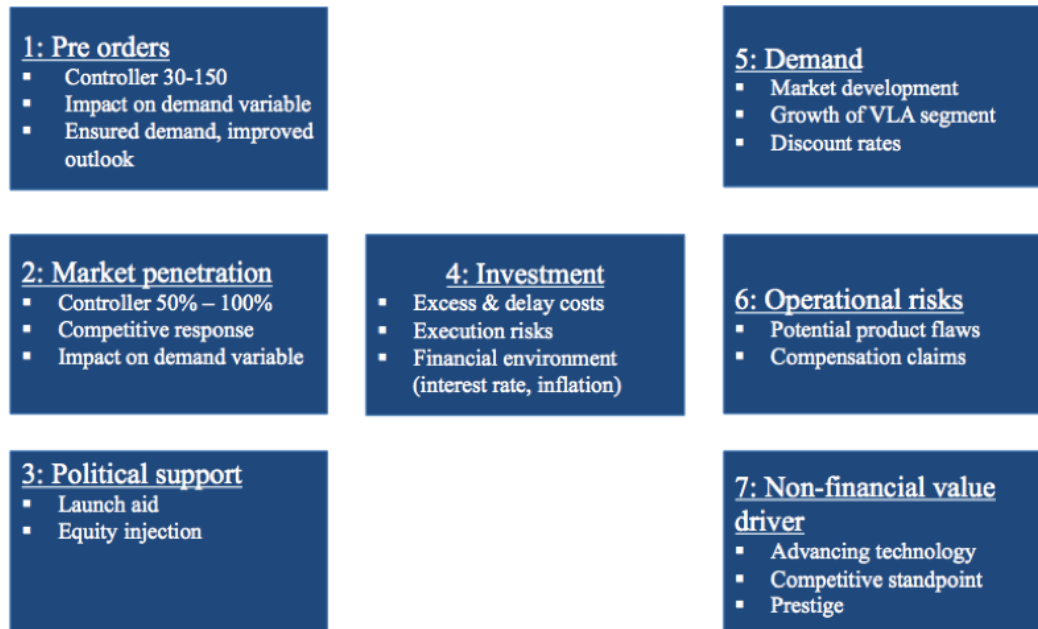 1: Pre orders
▪ Controller 30-150
▪ Impact on demand variable
▪ Ensured demand, improved
outlook
2: Market penetration
▪ Controller 50% – 100%
▪ Competitive response
▪ Impact on demand variable
3: Political support
▪ Launch aid
▪ Equity injection
4: Investment
▪ Excess & delay costs
▪ Execution risks
▪ Financial environment
(interest rate, inflation)
5: Demand
▪ Market development
▪ Growth of VLA segment
▪ Discount rates
6: Operational risks
▪ Potential product flaws
▪ Compensation claims
7: Non-financial value
driver
▪ Advancing technology
▪ Competitive standpoint
▪ Prestige